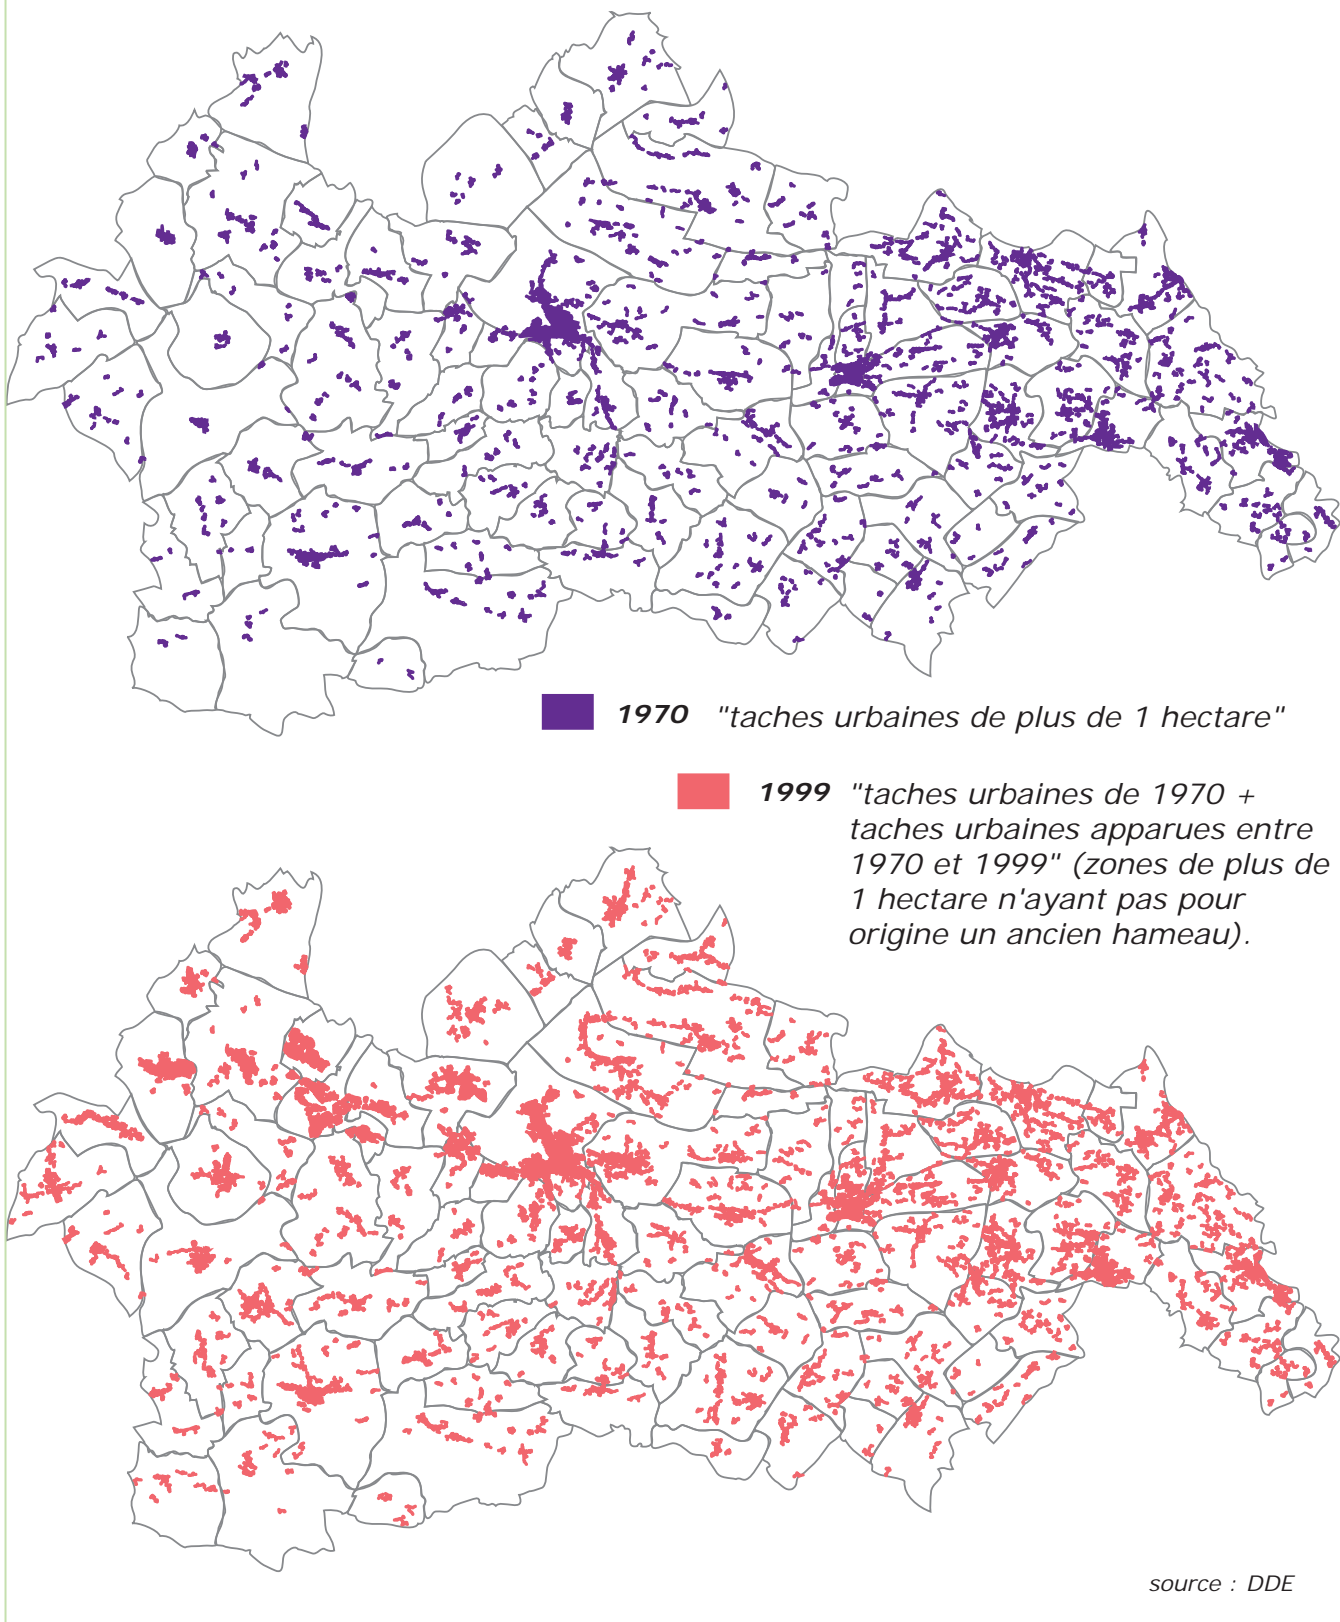 1970 "taches urbaines de plus de 1 hectare"
1999 "taches urbaines de 1970 +
taches urbaines apparues entre
1970 et 1999" (zones de plus de
1 hectare n'ayant pas pour
origine un ancien hameau).
source : DDE